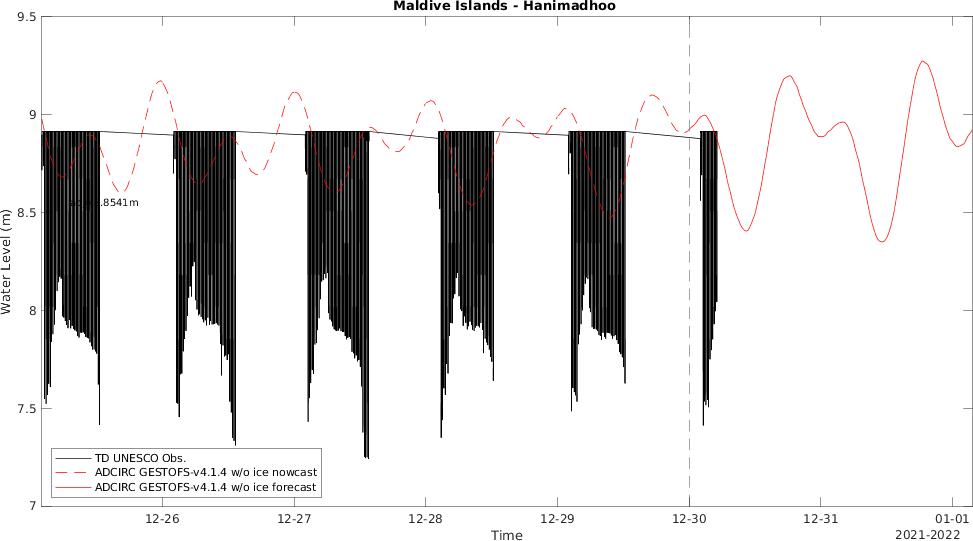 Maldive Islands - Hanimadhoo
9.5
9
8.5
8
7.5
7
Water Level (m)
.8541m
TD UNESCO Obs.
ADCIRC GESTOFS-v4.1.4 w/o ice nowcast
ADCIRC GESTOFS-v4.1.4 w/o ice forecast
12-26
12-27
12-28
12-29
12-30
12-31
01-01
Time
2021-2022